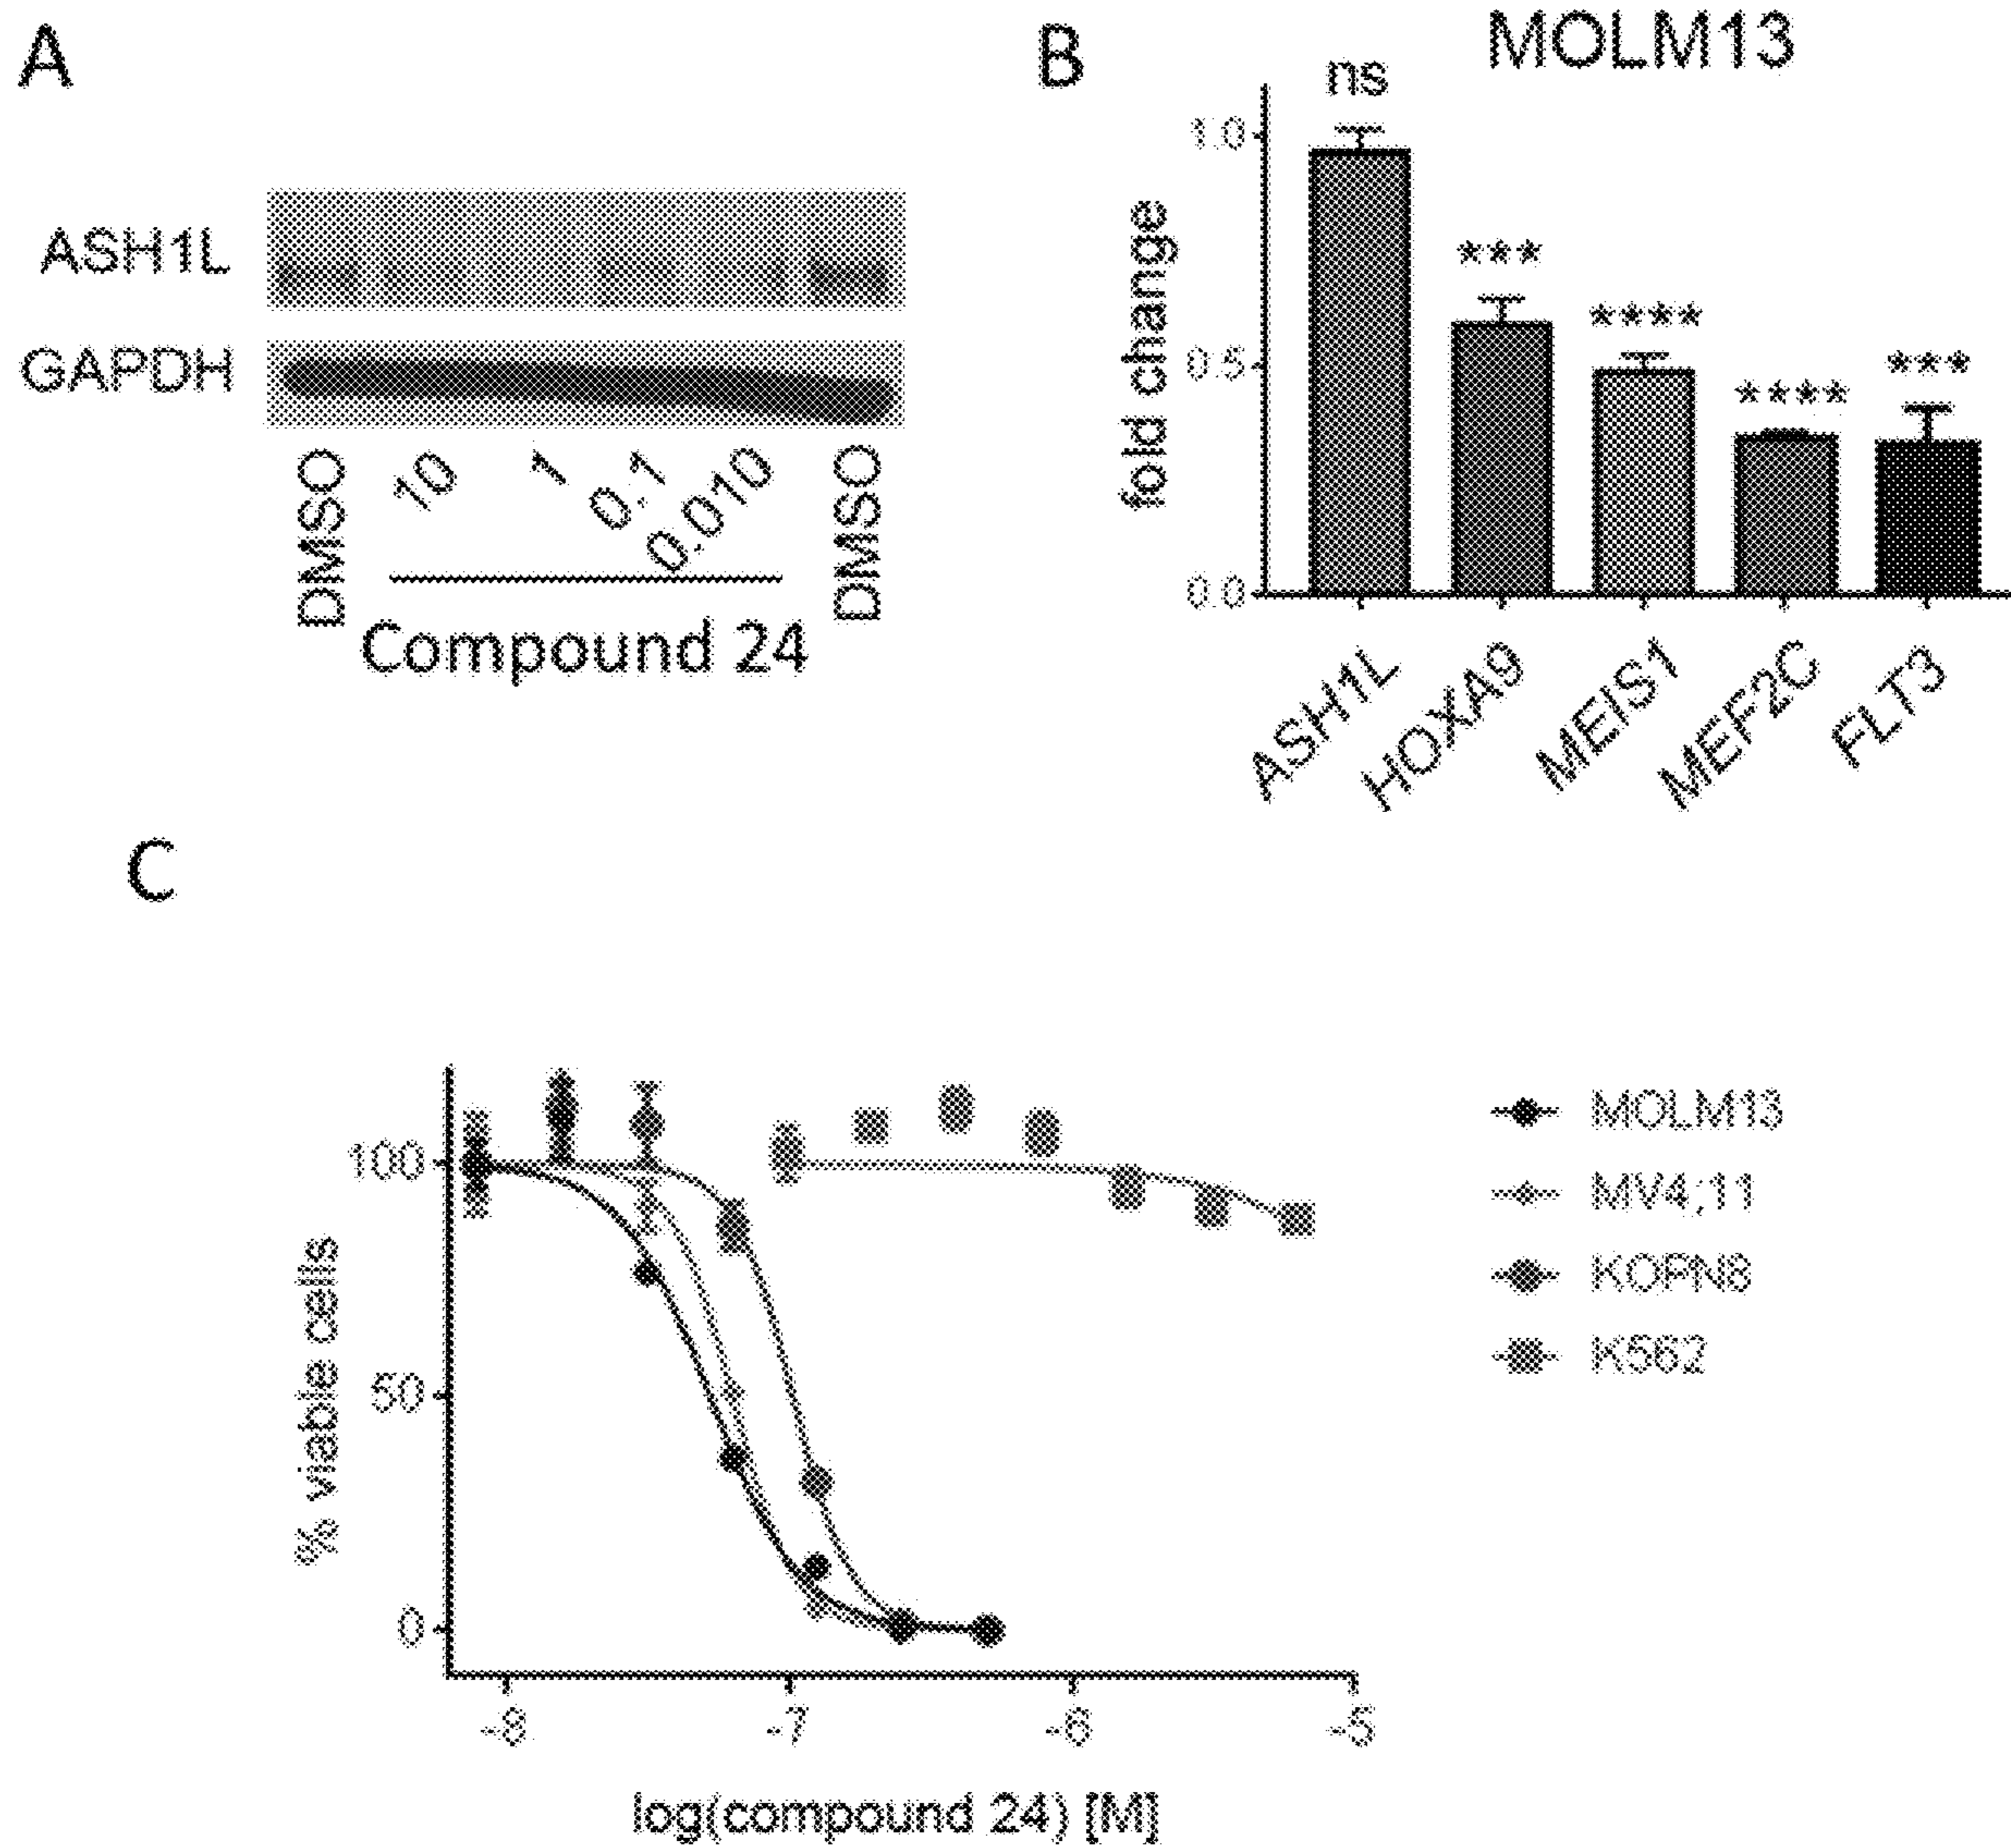 A
ASH1L
GAPDH
DMSO
10
1
0.1
0.010
DMSO
Compound 24
B
MOLM13
fold change
1.0
0.5
0.0
ns
***
****
****
***
ASH1L
HOXA9
MEIS1
MEF2C
FLT3
C
% viable cells
100
50
0
-8
-7
-6
-5
log(compound 24) [M]
MOLM13
MV4;11
KOPN8
K562